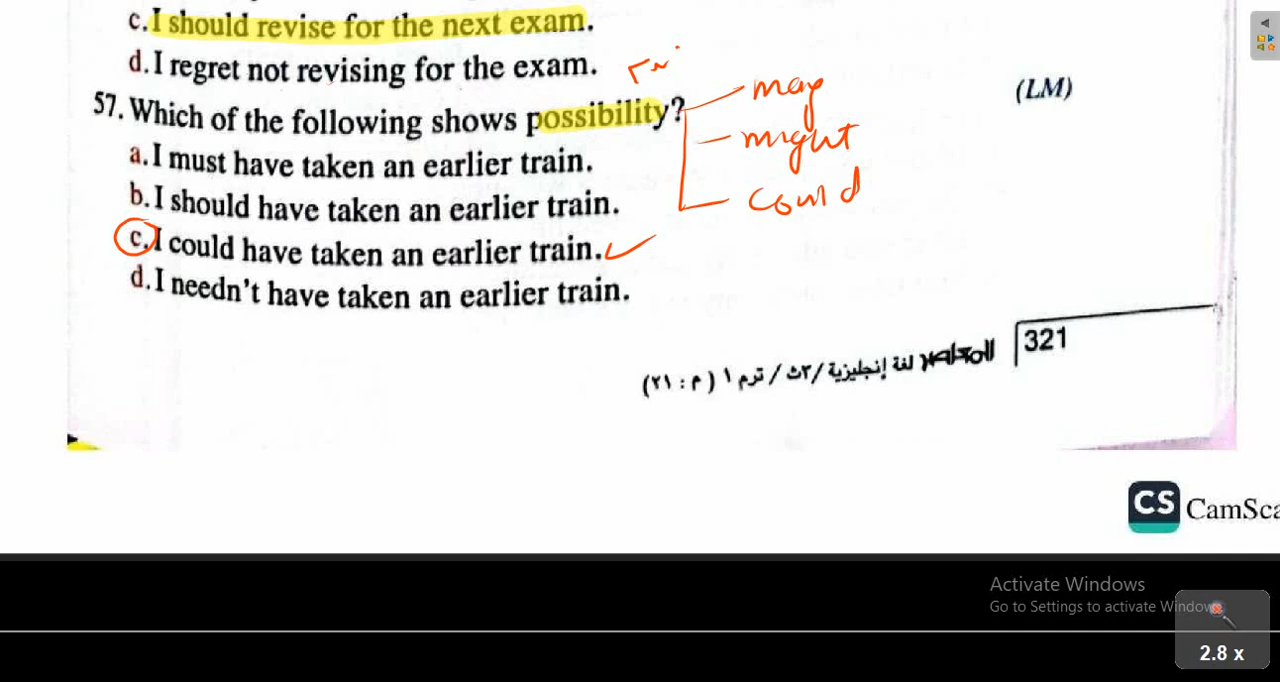 c. I should revise for the next exam.
d. I regret not revising for the exam.
57. Which of the following shows possibility? (LM)
may
might
could
a. I must have taken an earlier train.
b. I should have taken an earlier train.
c. I could have taken an earlier train.
d. I needn't have taken an earlier train.
المعاصر لغة إنجليزية /٣ث/ ترم ١ (م : ٢١)
321
CS CamSca
Activate Windows
Go to Settings to activate Windows
2.8 x